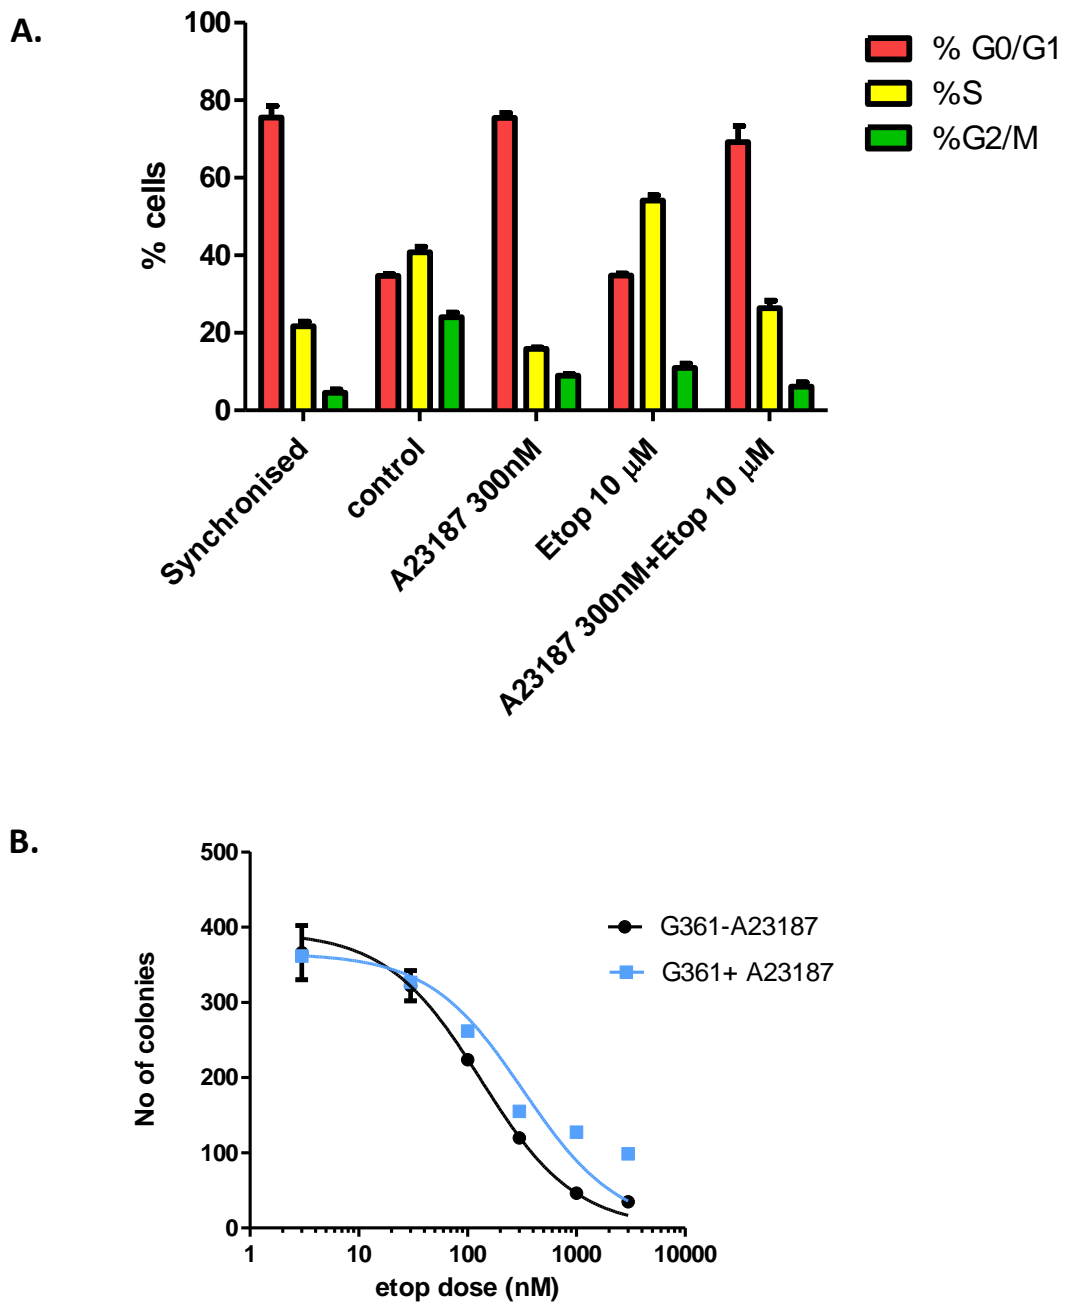 A.
100
80
60
40
20
0
% cells
% G0/G1
%S
%G2/M
Synchronised
control
A23187 300nM
Etop 10 μM
A23187 300nM+Etop 10 μM
B.
500
400
300
200
100
0
No of colonies
G361-A23187
G361+ A23187
1 10 100 1000 10000
etop dose (nM)